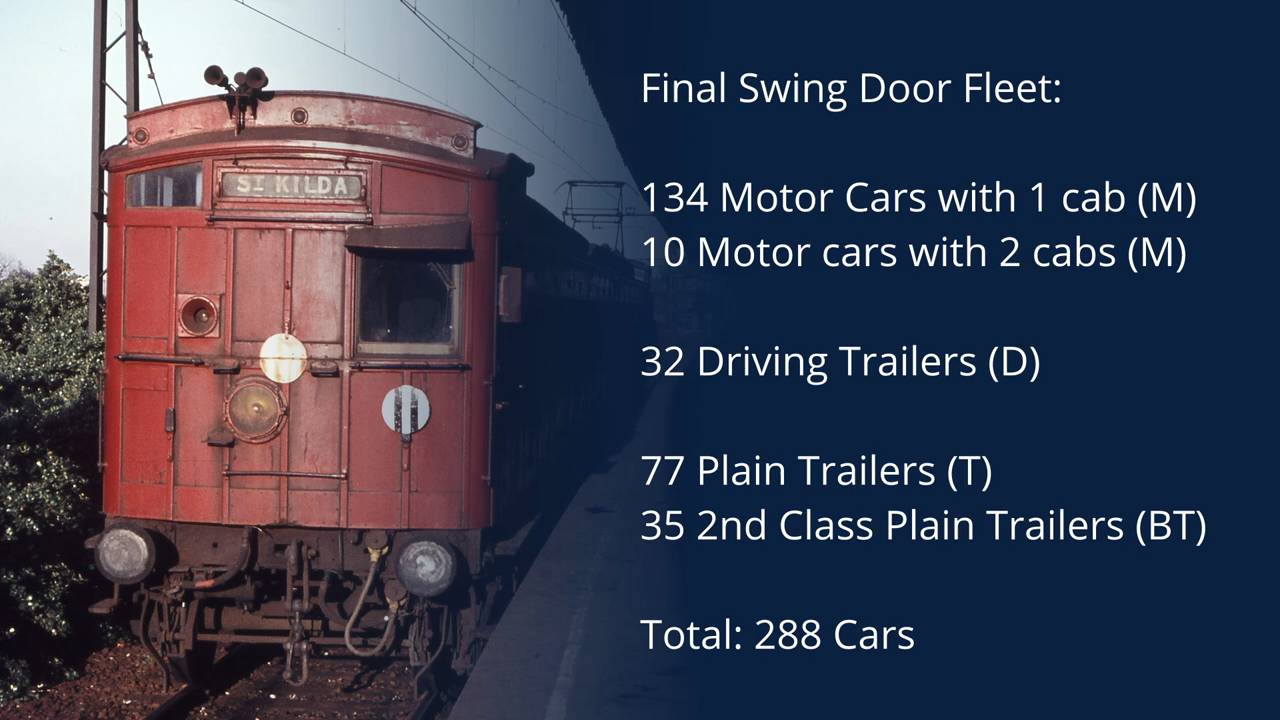 ST KILDA
Final Swing Door Fleet:
134 Motor Cars with 1 cab (M)
10 Motor cars with 2 cabs (M)
32 Driving Trailers (D)
77 Plain Trailers (T)
35 2nd Class Plain Trailers (BT)
Total: 288 Cars